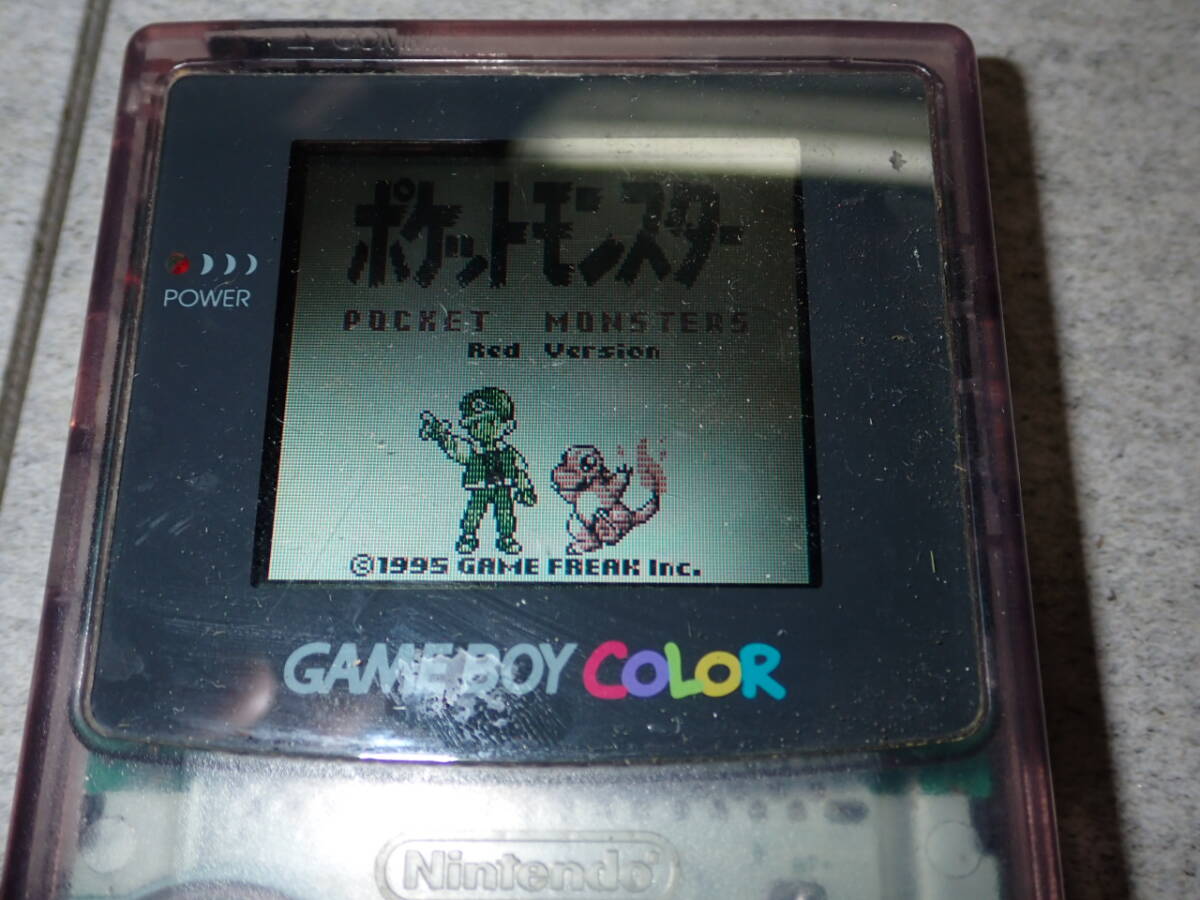 ポケットモンスター
POCKET MONSTERS
Red Version
©1995 GAME FREAK Inc.
POWER
GAME BOY COLOR
Nintendo